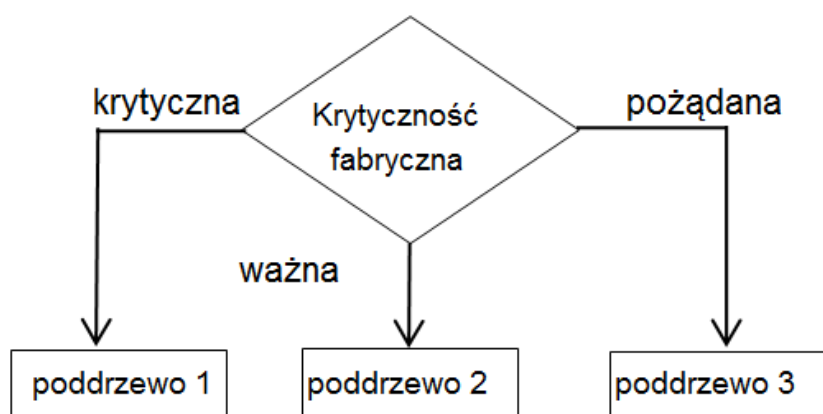 krytyczna
Krytyczność
fabryczna
pożądana
ważna
poddrzewo 1
poddrzewo 2
poddrzewo 3